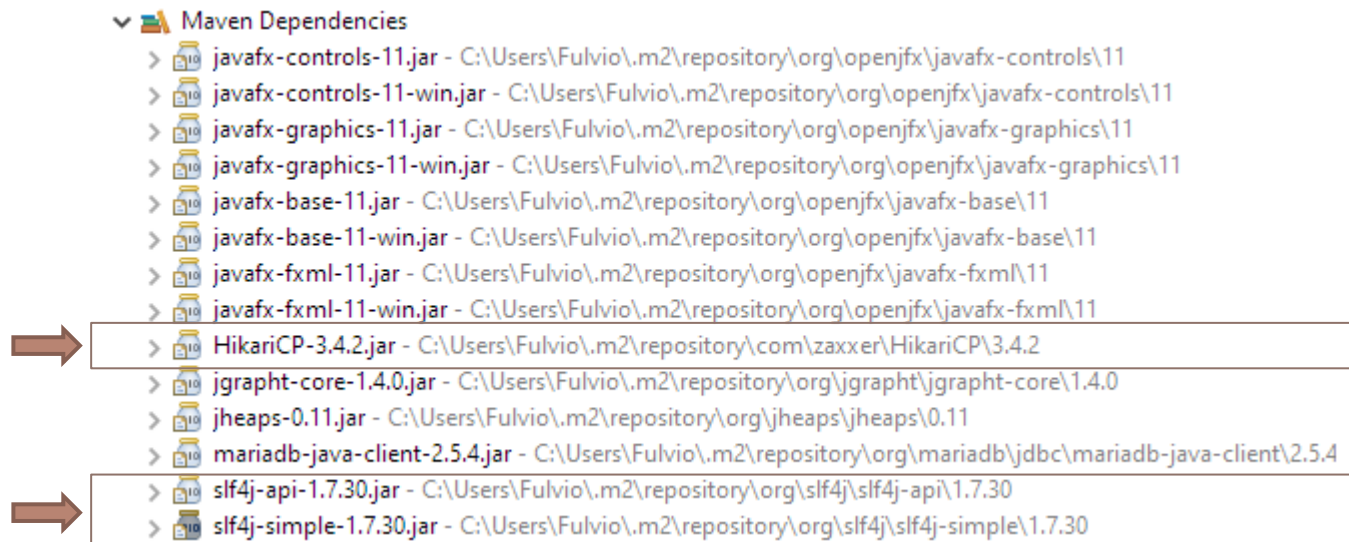 Maven Dependencies
javafx-controls-11.jar - C:\Users\Fulvio\.m2\repository\org\openjfx\javafx-controls\11
javafx-controls-11-win.jar - C:\Users\Fulvio\.m2\repository\org\openjfx\javafx-controls\11
javafx-graphics-11.jar - C:\Users\Fulvio\.m2\repository\org\openjfx\javafx-graphics\11
javafx-graphics-11-win.jar - C:\Users\Fulvio\.m2\repository\org\openjfx\javafx-graphics\11
javafx-base-11.jar - C:\Users\Fulvio\.m2\repository\org\openjfx\javafx-base\11
javafx-base-11-win.jar - C:\Users\Fulvio\.m2\repository\org\openjfx\javafx-base\11
javafx-fxml-11.jar - C:\Users\Fulvio\.m2\repository\org\openjfx\javafx-fxml\11
javafx-fxml-11-win.jar - C:\Users\Fulvio\.m2\repository\org\openjfx\javafx-fxml\11
HikariCP-3.4.2.jar - C:\Users\Fulvio\.m2\repository\com\zaxxer\HikariCP\3.4.2
jgrapht-core-1.4.0.jar - C:\Users\Fulvio\.m2\repository\org\jgrapht\jgrapht-core\1.4.0
jheaps-0.11.jar - C:\Users\Fulvio\.m2\repository\org\jheaps\jheaps\0.11
mariadb-java-client-2.5.4.jar - C:\Users\Fulvio\.m2\repository\org\mariadb\jdbc\mariadb-java-client\2.5.4
slf4j-api-1.7.30.jar - C:\Users\Fulvio\.m2\repository\org\slf4j\slf4j-api\1.7.30
slf4j-simple-1.7.30.jar - C:\Users\Fulvio\.m2\repository\org\slf4j\slf4j-simple\1.7.30